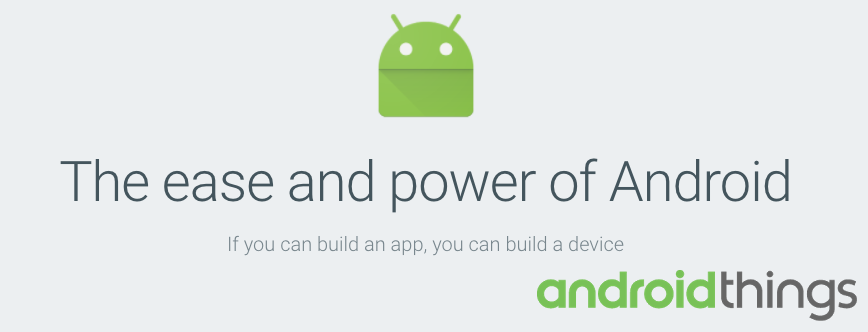 The ease and power of Android
If you can build an app, you can build a device
androidthings